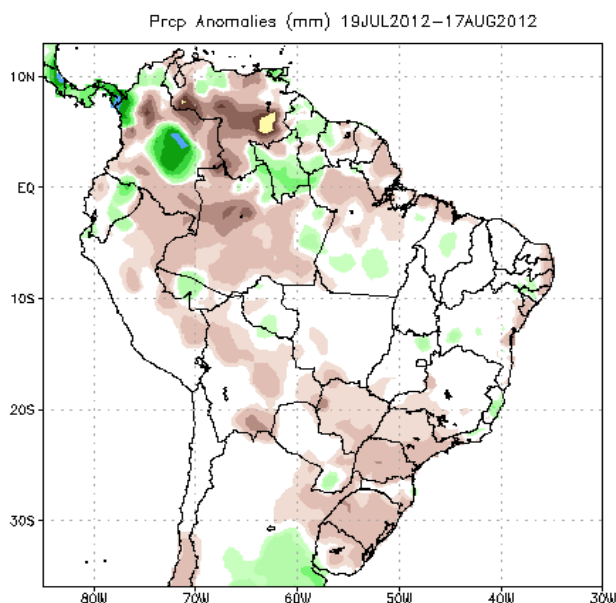 Prcp Anomalies (mm) 19JUL2012-17AUG2012
10N
EQ
10S
20S
30S
80W 70W 60W 50W 40W 30W